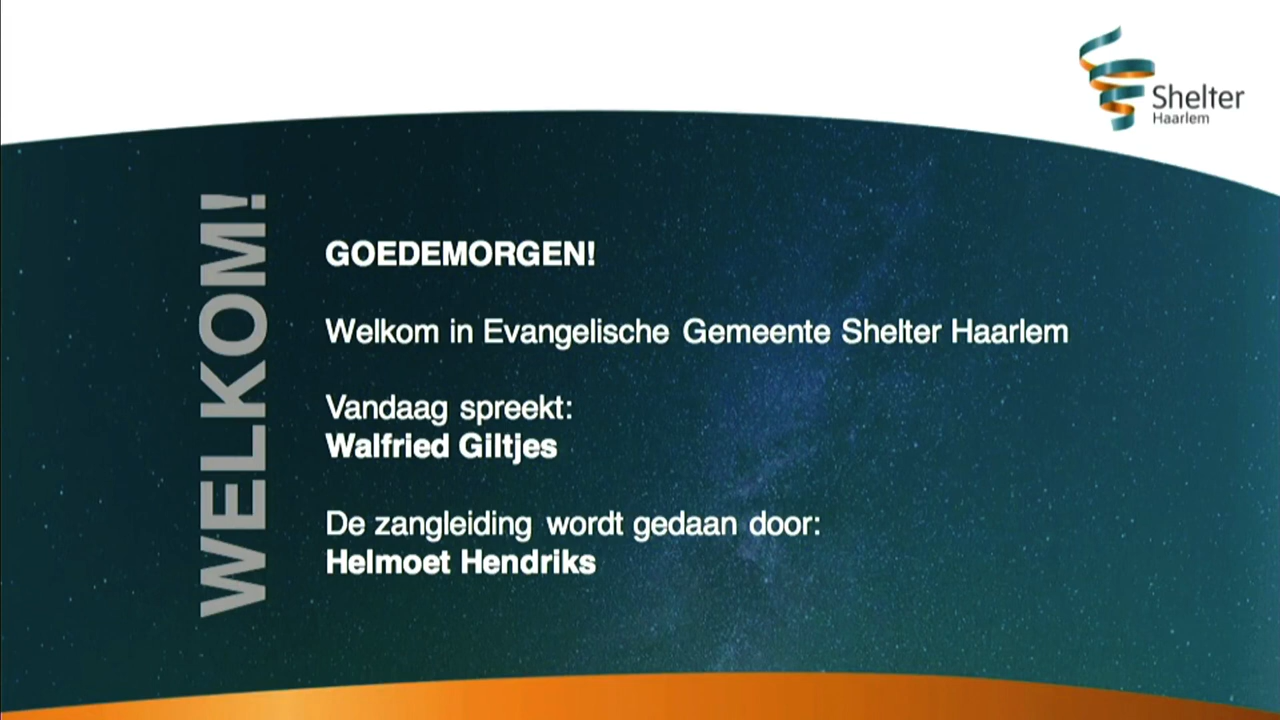 Shelter
Haarlem
WELKOM!
GOEDEMORGEN!
Welkom in Evangelische Gemeente Shelter Haarlem
Vandaag spreekt:
Walfried Giltjes
De zangleiding wordt gedaan door:
Helmoet Hendriks